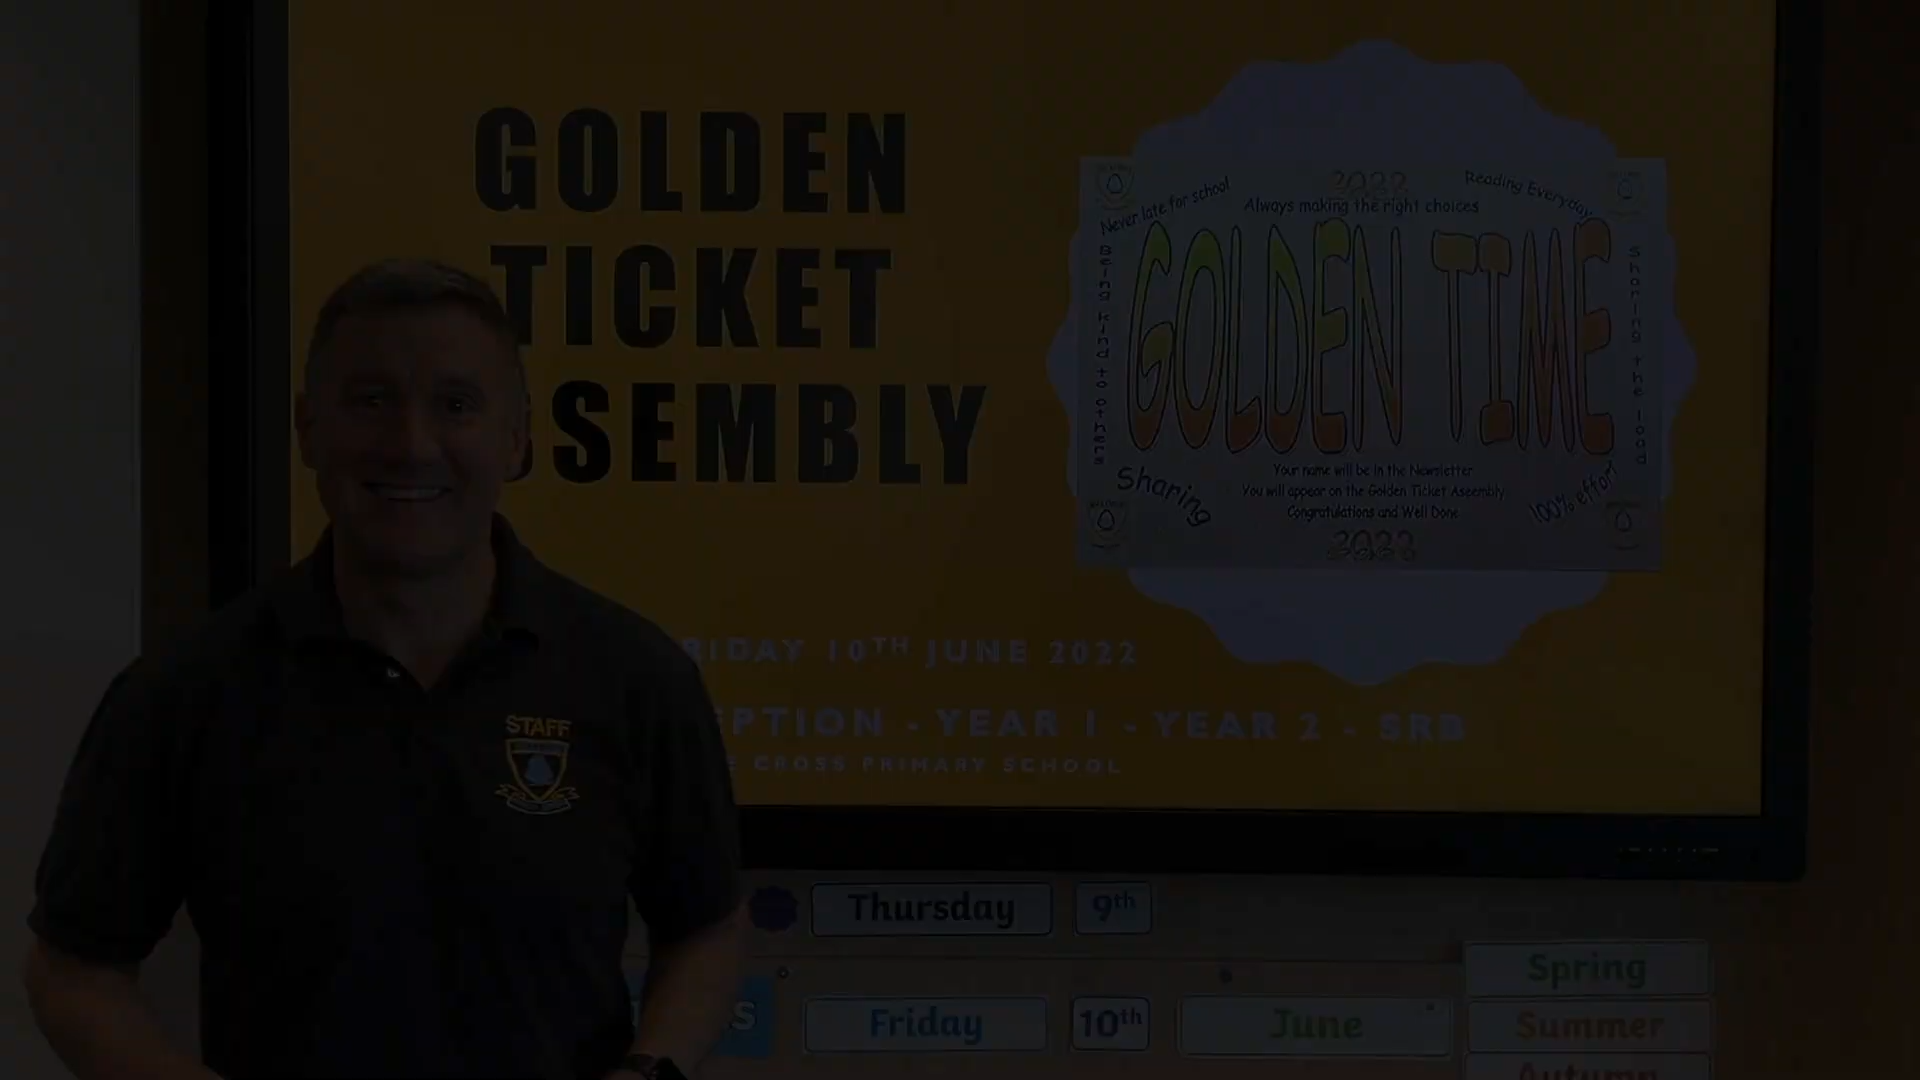 GOLDEN
TICKET
SSEMBLY
RIDAY 10TH JUNE 2022
EPTION - YEAR 1 - YEAR 2 - SRB
E CROSS PRIMARY SCHOOL
2022
Never late for school
Always making the right choices
Reading Everyday
Being kind to others
GOLDEN TIME
Sharing the load
Sharing
Your name will be in the Newsletter
You will appear on the Golden Ticket Assembly
Congratulations and Well Done
100% effort
2022
STAFF
Thursday 9th
Friday 10th June
Spring
Summer
Autumn